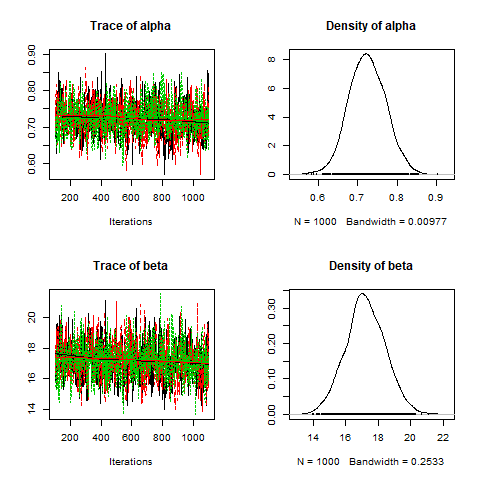 Trace of alpha
0.90
0.80
0.70
0.60
200 400 600 800 1000
Iterations
Density of alpha
8
6
4
2
0
0.6 0.7 0.8 0.9
N = 1000 Bandwidth = 0.00977
Trace of beta
20
18
16
14
200 400 600 800 1000
Iterations
Density of beta
0.30
0.20
0.10
0.00
14 16 18 20 22
N = 1000 Bandwidth = 0.2533